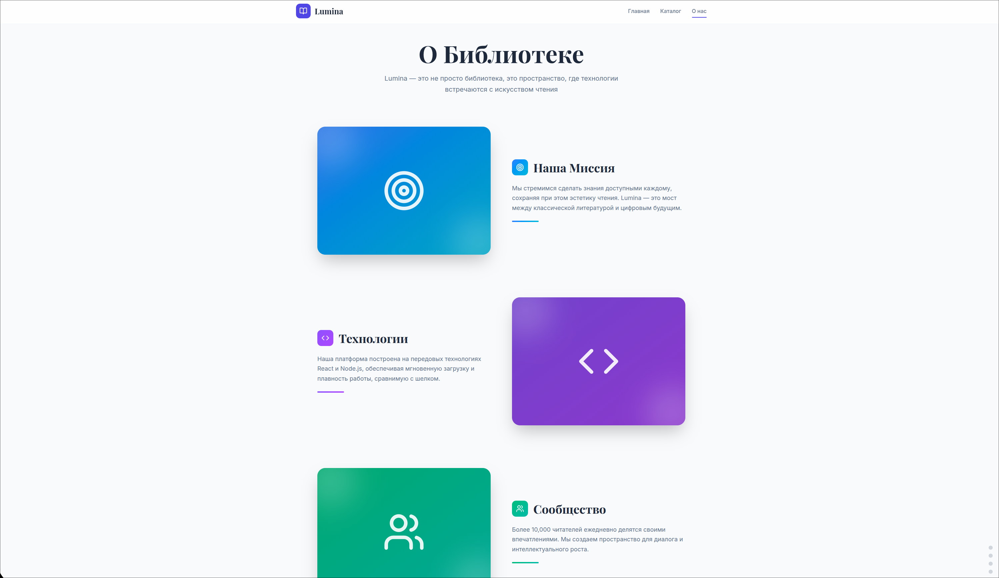 Lumina
Главная
Каталог
О нас
О Библиотеке
Lumina — это не просто библиотека, это пространство, где технологии
встречаются с искусством чтения
Наша Миссия
Мы стремимся сделать знания доступными каждому,
сохраняя при этом эстетику чтения. Lumina — это мост
между классической литературой и цифровым будущим.
Технологии
Наша платформа построена на передовых технологиях
React и Node.js, обеспечивая мгновенную загрузку и
плавность работы, сравнимую с шелком.
Сообщество
Более 10,000 читателей ежедневно делятся своими
впечатлениями. Мы создаем пространство для диалога и
интеллектуального роста.